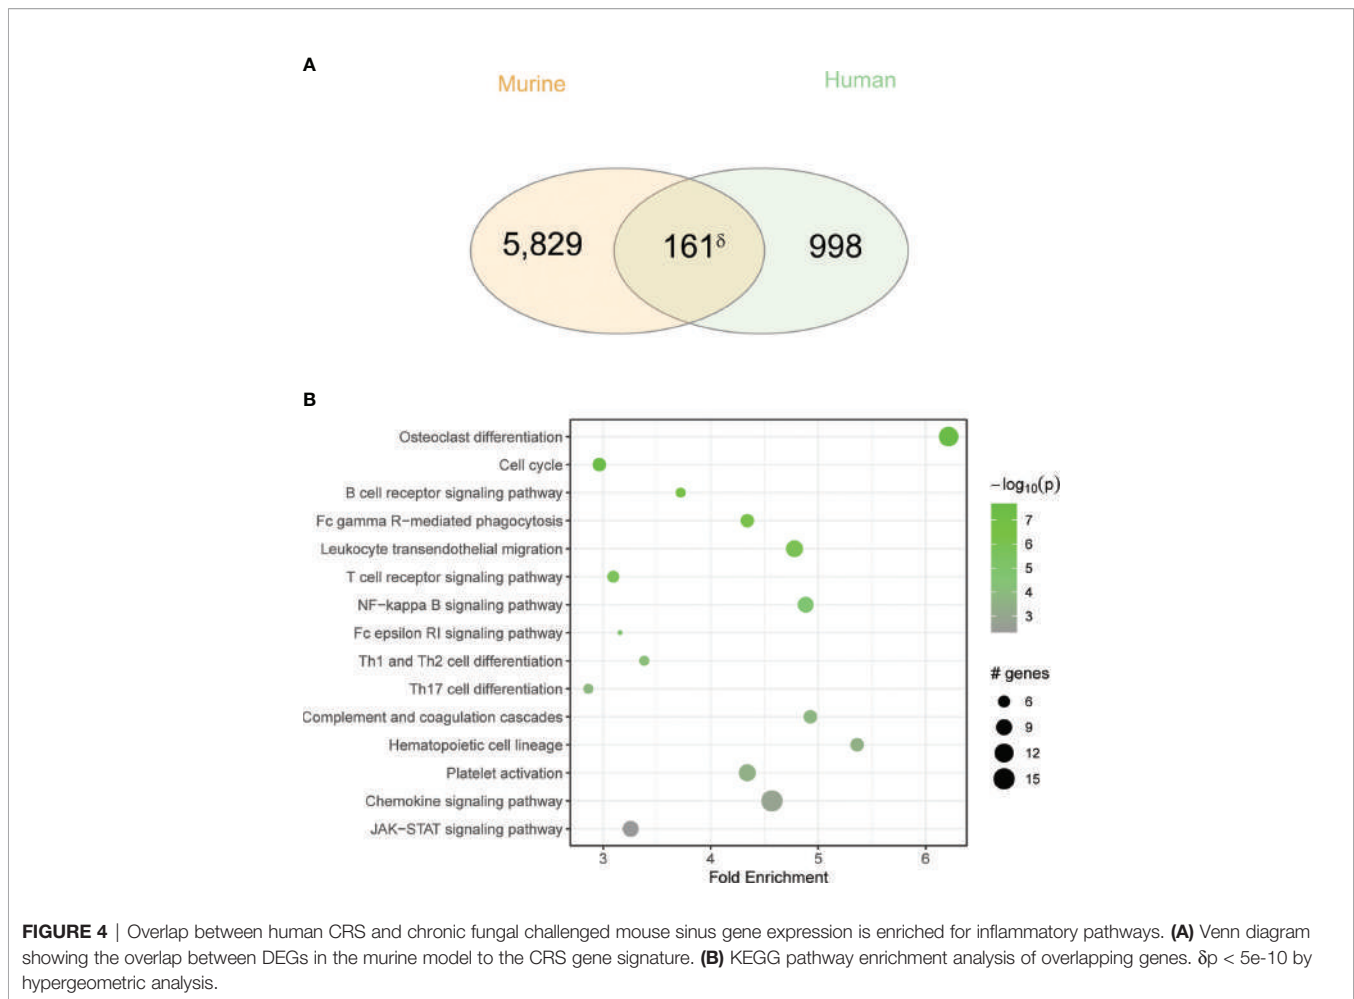 A
Murine
Human
5,829
161δ
998
B
Osteoclast differentiation
Cell cycle
B cell receptor signaling pathway
Fc gamma R−mediated phagocytosis
Leukocyte transendothelial migration
T cell receptor signaling pathway
NF−kappa B signaling pathway
Fc epsilon RI signaling pathway
Th1 and Th2 cell differentiation
Th17 cell differentiation
Complement and coagulation cascades
Hematopoietic cell lineage
Platelet activation
Chemokine signaling pathway
JAK−STAT signaling pathway
3 4 5 6
Fold Enrichment
−log10(p)
7
6
5
4
3
# genes
6
9
12
15
FIGURE 4 | Overlap between human CRS and chronic fungal challenged mouse sinus gene expression is enriched for inflammatory pathways. (A) Venn diagram
showing the overlap between DEGs in the murine model to the CRS gene signature. (B) KEGG pathway enrichment analysis of overlapping genes. δp < 5e-10 by
hypergeometric analysis.